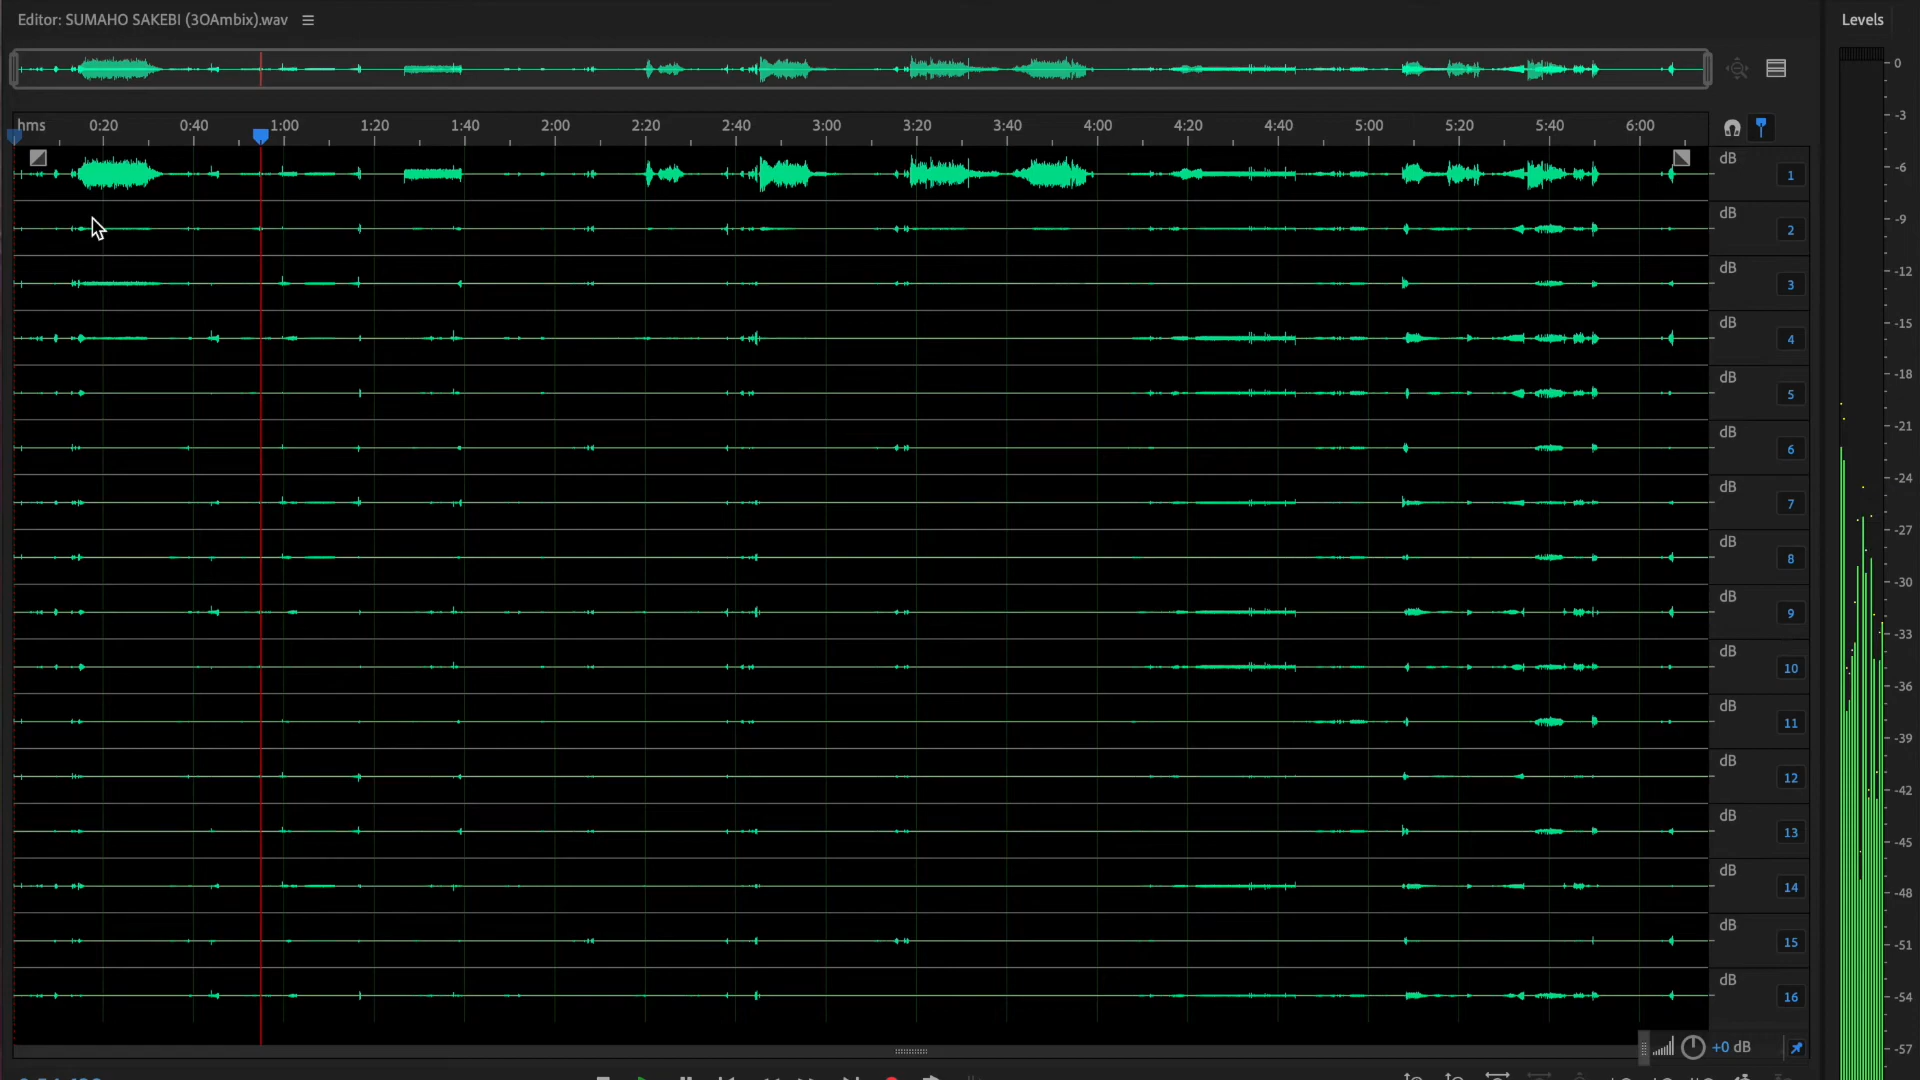 Editor: SUMAHO SAKEBI (3OAmbix).wav
Levels
hms 0:20 0:40 1:00 1:20 1:40 2:00 2:20 2:40 3:00 3:20 3:40 4:00 4:20 4:40 5:00 5:20 5:40 6:00
dB
1
dB
2
dB
3
dB
4
dB
5
dB
6
dB
7
dB
8
dB
9
dB
10
dB
11
dB
12
dB
13
dB
14
dB
15
dB
16
+0 dB
0
-3
-6
-9
-12
-15
-18
-21
-24
-27
-30
-33
-36
-39
-42
-45
-48
-51
-54
-57